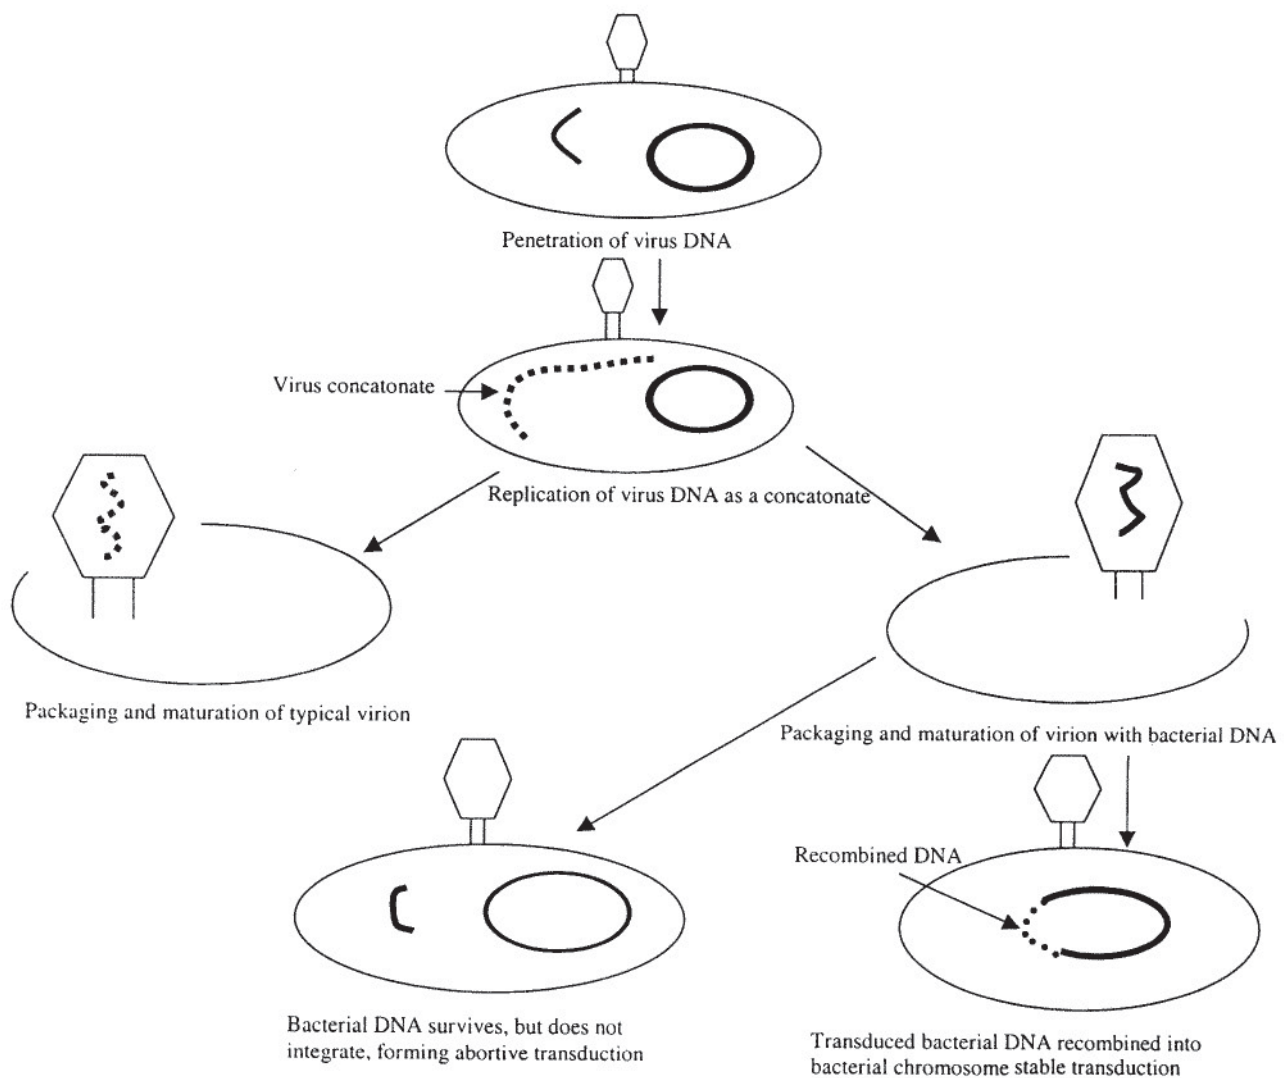 Penetration of virus DNA
Virus concatonate
Replication of virus DNA as a concatonate
Packaging and maturation of typical virion
Packaging and maturation of virion with bacterial DNA
Recombined DNA
Bacterial DNA survives, but does not
integrate, forming abortive transduction
Transduced bacterial DNA recombined into
bacterial chromosome stable transduction